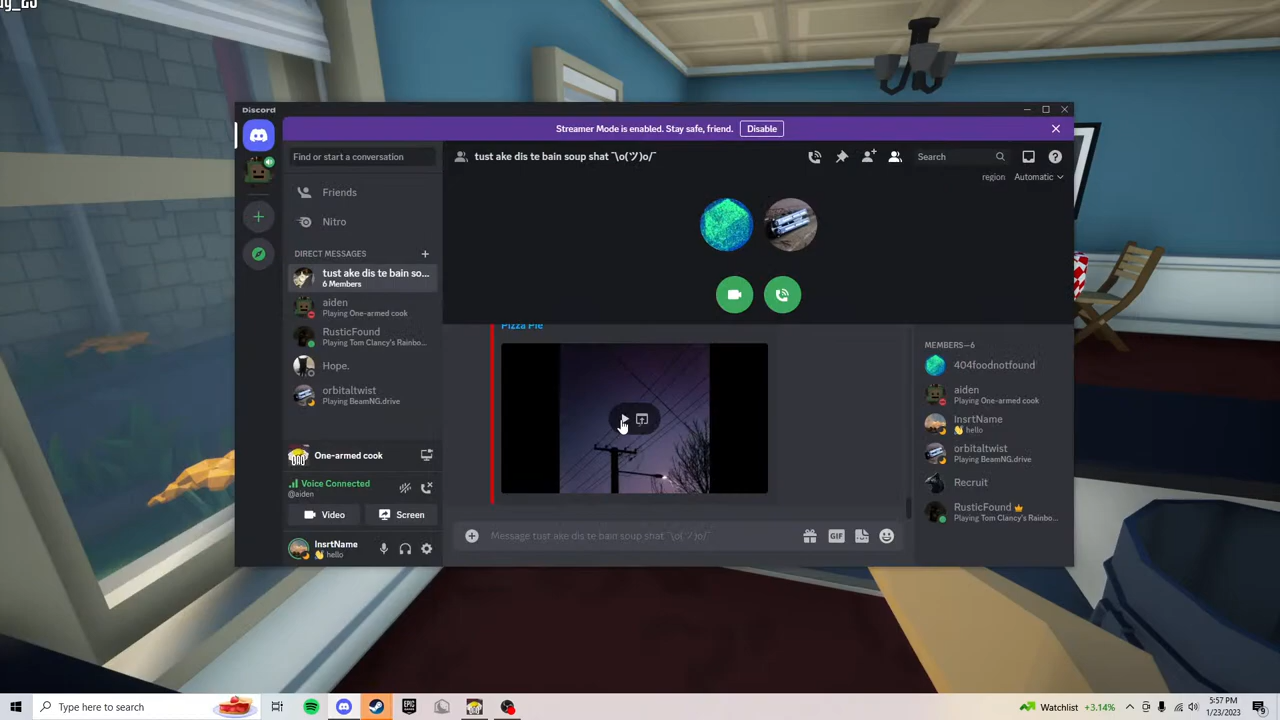 Discord
Streamer Mode is enabled. Stay safe, friend.
Disable
Find or start a conversation
tust ake dis te bain soup shat ¯\o(ツ)o/¯
Search
region
Automatic
Friends
Nitro
DIRECT MESSAGES
tust ake dis te bain so...
6 Members
aiden
Playing One-armed cook
RusticFound
Playing Tom Clancy's Rainbo...
Hope.
orbitaltwist
Playing BeamNG.drive
One-armed cook
Voice Connected
@aiden
Video
Screen
InsrtName
👋 hello
Pizza Pie
Message tust ake dis te bain soup shat ¯\o(ツ)o/¯
GIF
MEMBERS—6
404foodnotfound
aiden
Playing One-armed cook
InsrtName
👋 hello
orbitaltwist
Playing BeamNG.drive
Recruit
RusticFound
Playing Tom Clancy's Rainbo...
Type here to search
EPIC
Watchlist +3.14%
5:57 PM
1/23/2023
9